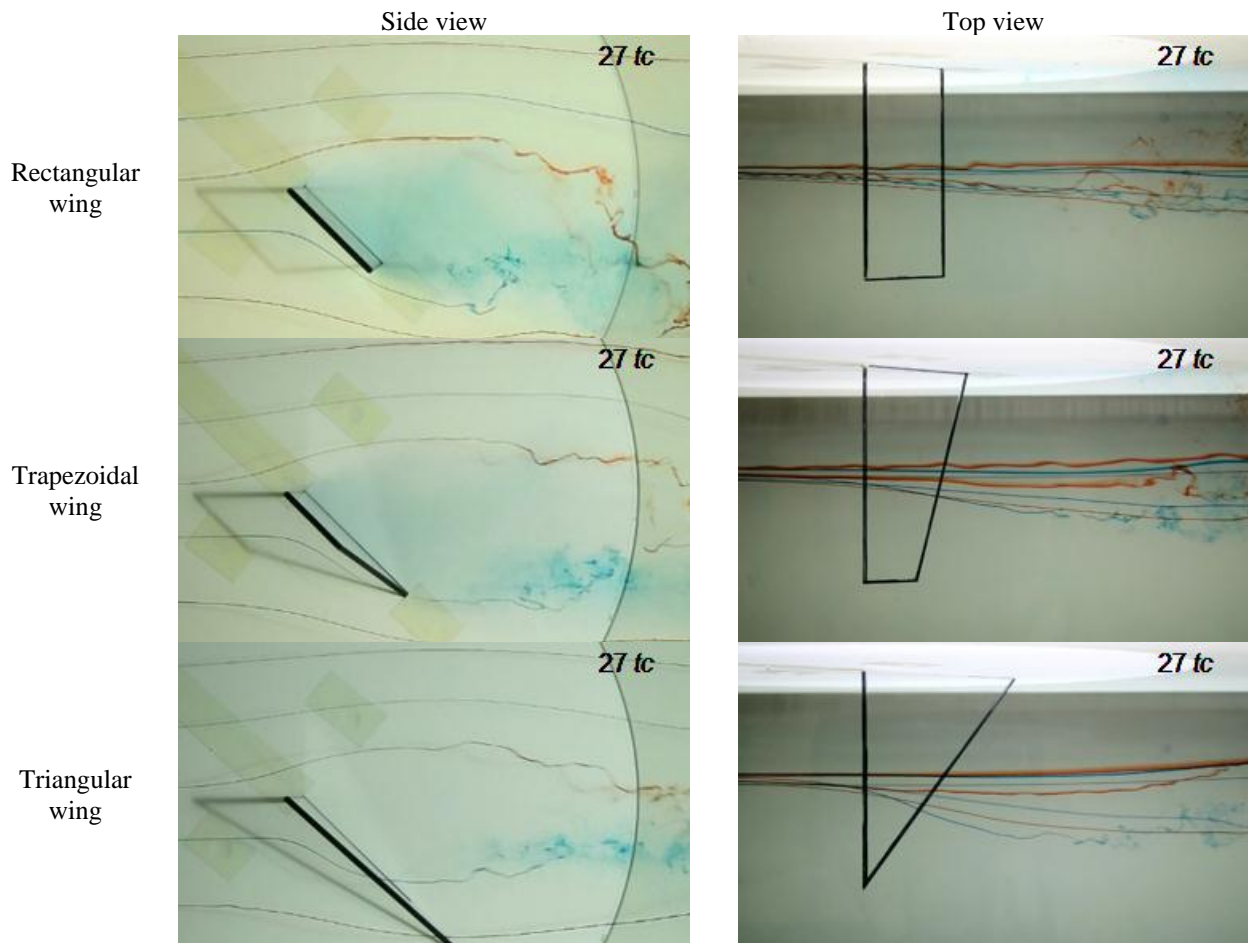 Side view
Top view
27 tc
27 tc
Rectangular
wing
27 tc
27 tc
Trapezoidal
wing
27 tc
27 tc
Triangular
wing